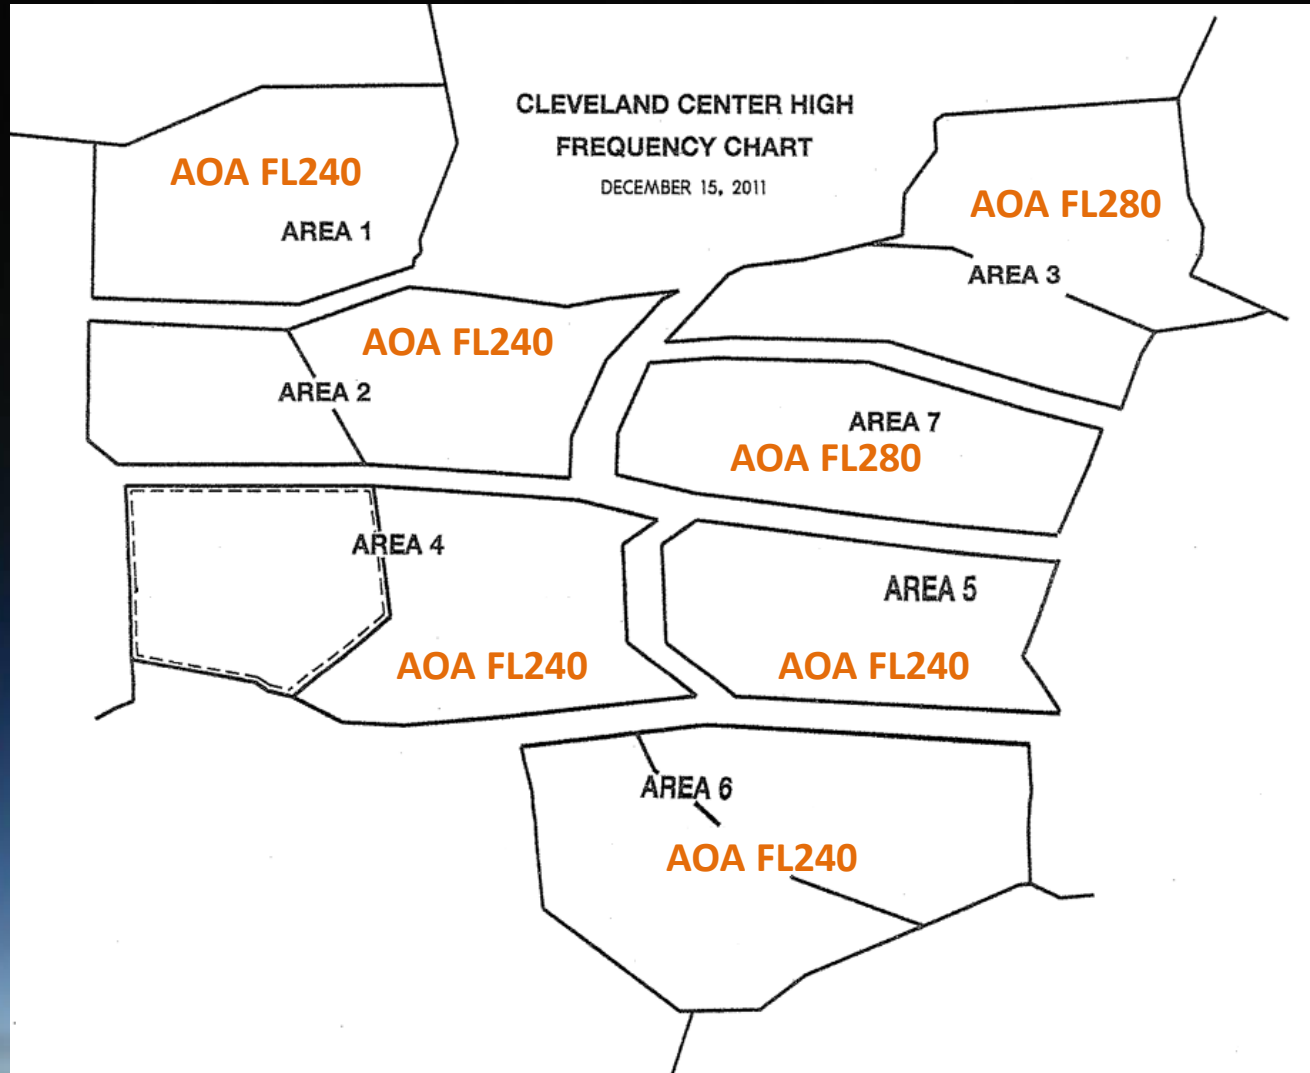 CLEVELAND CENTER HIGH
FREQUENCY CHART
DECEMBER 15, 2011
AOA FL240
AREA 1
AOA FL280
AREA 3
AOA FL240
AREA 2
AREA 7
AOA FL280
AREA 4
AOA FL240
AREA 5
AOA FL240
AREA 6
AOA FL240